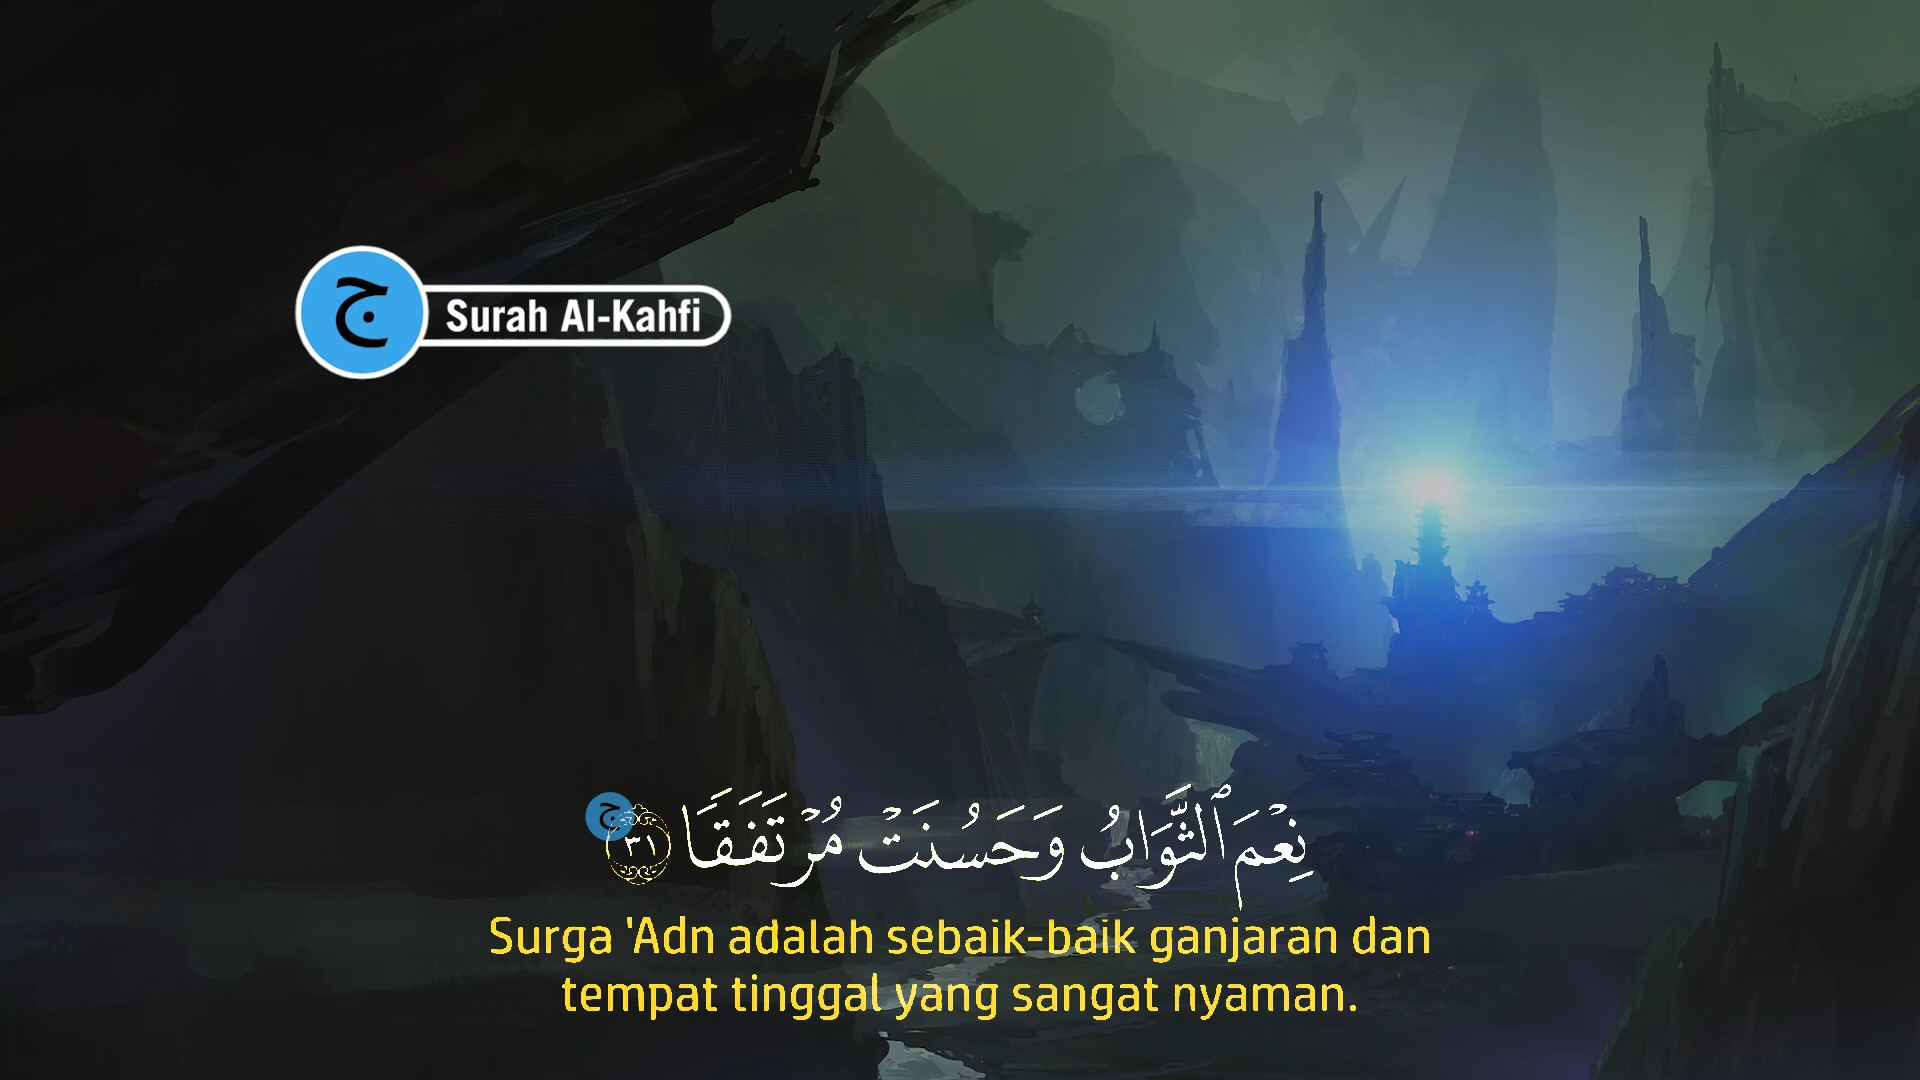 ج
Surah Al-Kahfi
نِعْمَ ٱلثَّوَابُ وَحَسُنَتْ مُرْتَفَقًا ٣١
ج
Surga 'Adn adalah sebaik-baik ganjaran dan
tempat tinggal yang sangat nyaman.